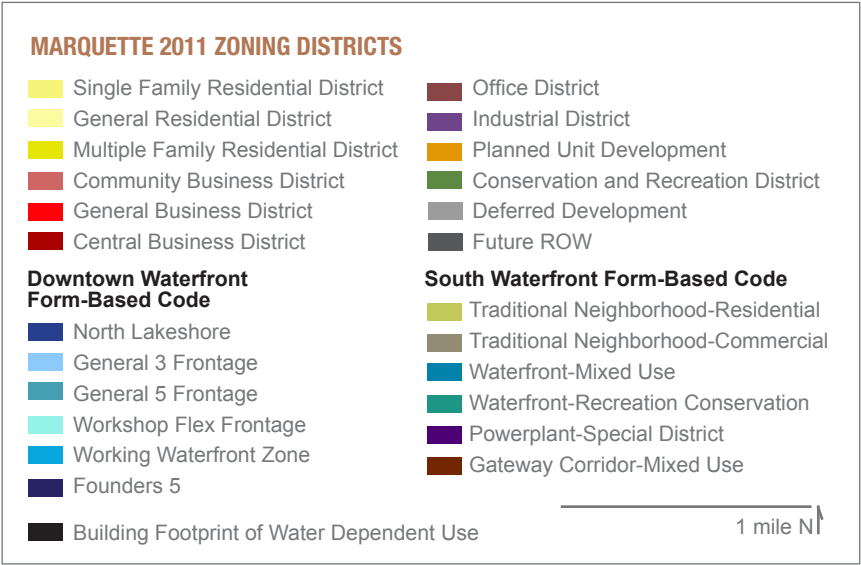 MARQUETTE 2011 ZONING DISTRICTS
Single Family Residential District
General Residential District
Multiple Family Residential District
Community Business District
General Business District
Central Business District
Office District
Industrial District
Planned Unit Development
Conservation and Recreation District
Deferred Development
Future ROW
Downtown Waterfront
Form-Based Code
North Lakeshore
General 3 Frontage
General 5 Frontage
Workshop Flex Frontage
Working Waterfront Zone
Founders 5
Building Footprint of Water Dependent Use
South Waterfront Form-Based Code
Traditional Neighborhood-Residential
Traditional Neighborhood-Commercial
Waterfront-Mixed Use
Waterfront-Recreation Conservation
Powerplant-Special District
Gateway Corridor-Mixed Use
1 mile N